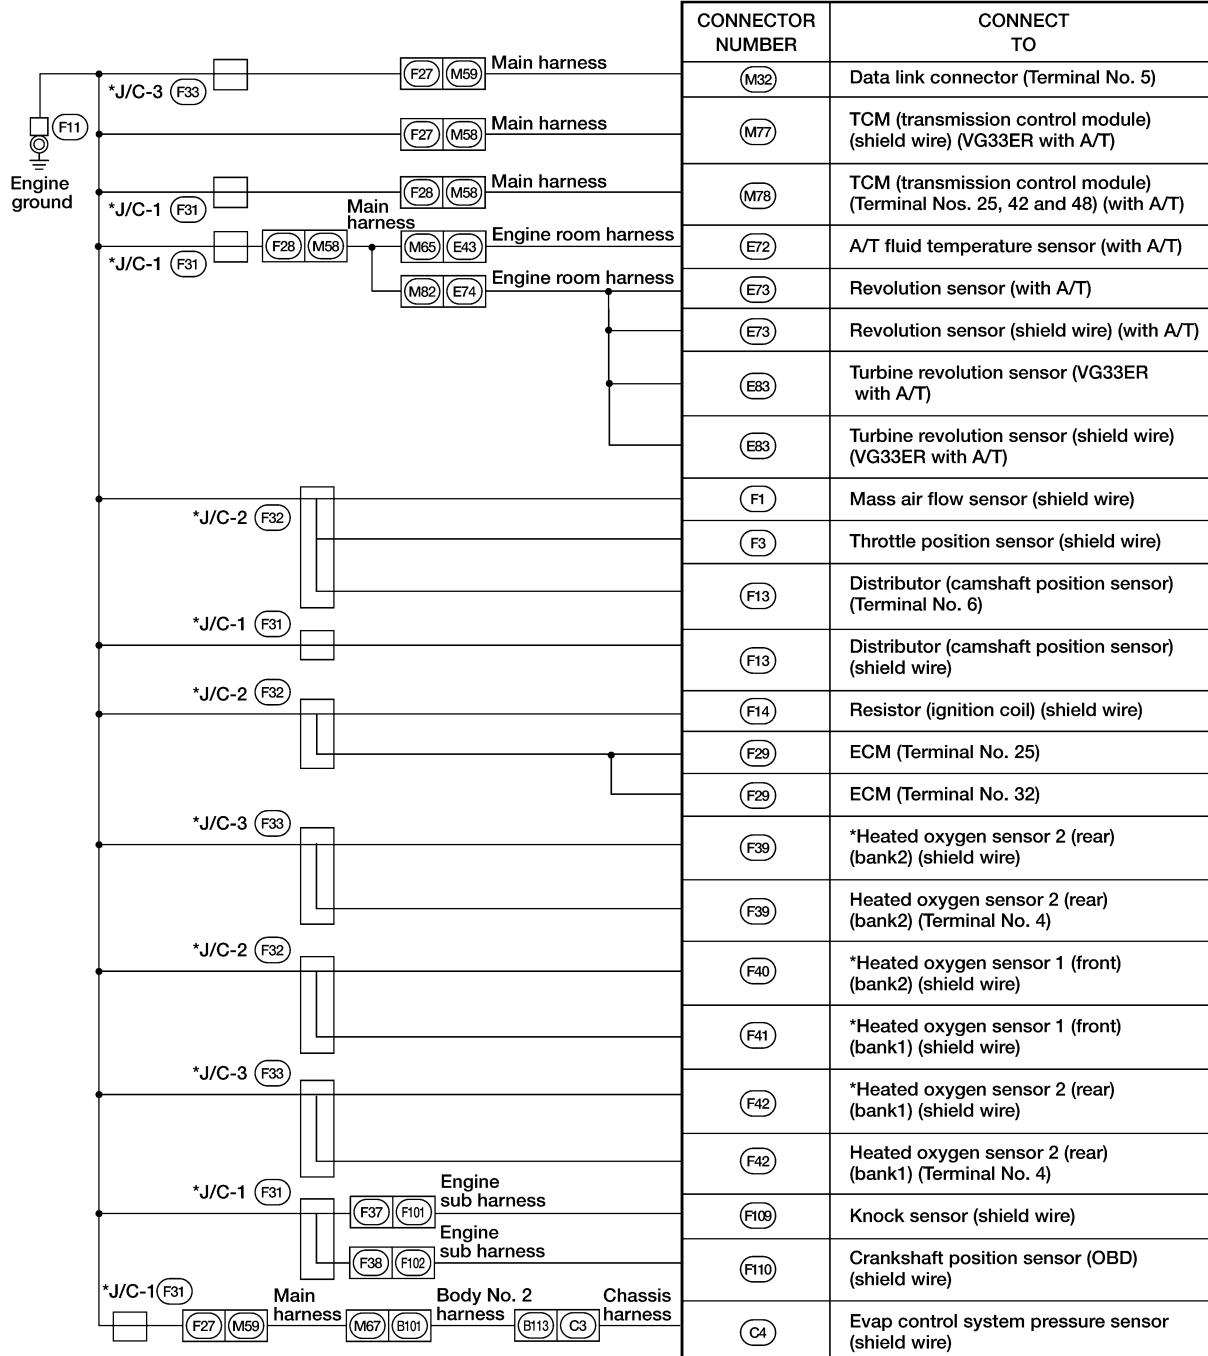 CONNECTOR NUMBER
CONNECT TO
*J/C-3 F33
F27 M59 Main harness
M32 Data link connector (Terminal No. 5)
F11
Engine
ground
F27 M58 Main harness
M77 TCM (transmission control module)
(shield wire) (VG33ER with A/T)
*J/C-1 F31
F28 M58 Main harness
M78 TCM (transmission control module)
(Terminal Nos. 25, 42 and 48) (with A/T)
*J/C-1 F31
F28 M58
Main
harness
M65 E43 Engine room harness
E72 A/T fluid temperature sensor (with A/T)
M82 E74 Engine room harness
E73 Revolution sensor (with A/T)
E73 Revolution sensor (shield wire) (with A/T)
E83 Turbine revolution sensor (VG33ER
with A/T)
E83 Turbine revolution sensor (shield wire)
(VG33ER with A/T)
*J/C-2 F32
F1 Mass air flow sensor (shield wire)
F3 Throttle position sensor (shield wire)
F13 Distributor (camshaft position sensor)
(Terminal No. 6)
*J/C-1 F31
F13 Distributor (camshaft position sensor)
(shield wire)
*J/C-2 F32
F14 Resistor (ignition coil) (shield wire)
F29 ECM (Terminal No. 25)
F29 ECM (Terminal No. 32)
*J/C-3 F33
F39 *Heated oxygen sensor 2 (rear)
(bank2) (shield wire)
F39 Heated oxygen sensor 2 (rear)
(bank2) (Terminal No. 4)
*J/C-2 F32
F40 *Heated oxygen sensor 1 (front)
(bank2) (shield wire)
F41 *Heated oxygen sensor 1 (front)
(bank1) (shield wire)
*J/C-3 F33
F42 *Heated oxygen sensor 2 (rear)
(bank1) (shield wire)
F42 Heated oxygen sensor 2 (rear)
(bank1) (Terminal No. 4)
*J/C-1 F31
F37 F101
Engine
sub harness
F109 Knock sensor (shield wire)
F38 F102
Engine
sub harness
F110 Crankshaft position sensor (OBD)
(shield wire)
*J/C-1 F31
F27 M59
Main
harness
M67 B101
Body No. 2
harness
B113 C3
Chassis
harness
C4 Evap control system pressure sensor
(shield wire)